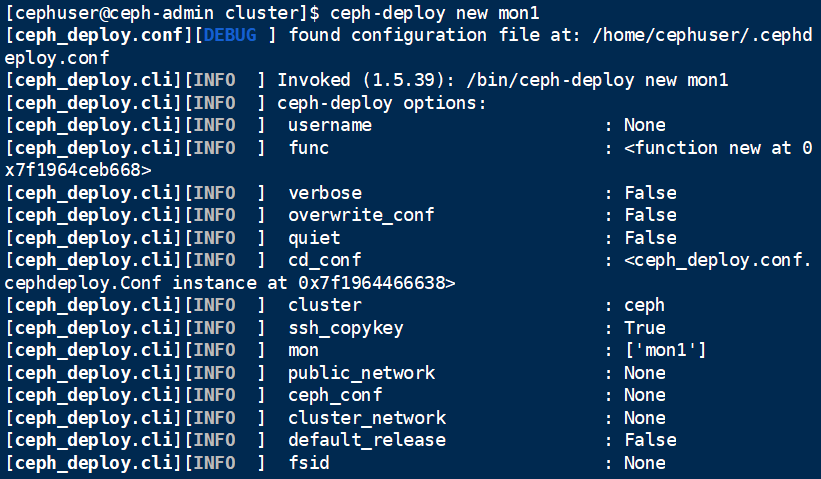 [cephuser@ceph-admin cluster]$ ceph-deploy new mon1
[ceph_deploy.conf][DEBUG ] found configuration file at: /home/cephuser/.cephd
eploy.conf
[ceph_deploy.cli][INFO  ] Invoked (1.5.39): /bin/ceph-deploy new mon1
[ceph_deploy.cli][INFO  ] ceph-deploy options:
[ceph_deploy.cli][INFO  ]  username                      : None
[ceph_deploy.cli][INFO  ]  func                          : <function new at 0
x7f1964ceb668>
[ceph_deploy.cli][INFO  ]  verbose                       : False
[ceph_deploy.cli][INFO  ]  overwrite_conf                : False
[ceph_deploy.cli][INFO  ]  quiet                         : False
[ceph_deploy.cli][INFO  ]  cd_conf                       : <ceph_deploy.conf.
cephdeploy.Conf instance at 0x7f1964466638>
[ceph_deploy.cli][INFO  ]  cluster                       : ceph
[ceph_deploy.cli][INFO  ]  ssh_copykey                   : True
[ceph_deploy.cli][INFO  ]  mon                           : ['mon1']
[ceph_deploy.cli][INFO  ]  public_network                : None
[ceph_deploy.cli][INFO  ]  ceph_conf                     : None
[ceph_deploy.cli][INFO  ]  cluster_network               : None
[ceph_deploy.cli][INFO  ]  default_release               : False
[ceph_deploy.cli][INFO  ]  fsid                          : None